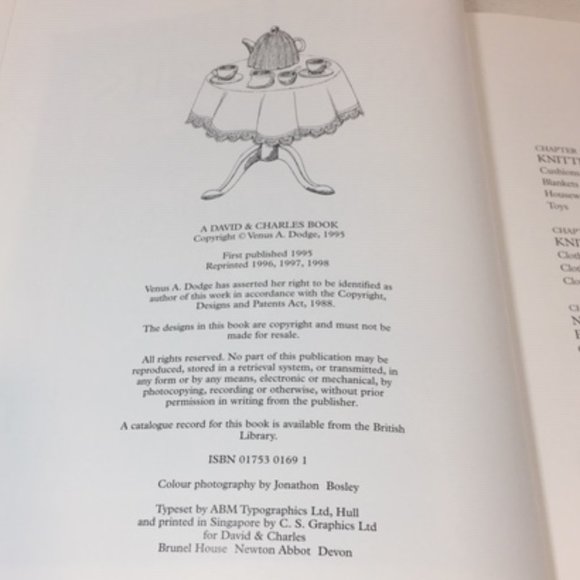 A DAVID & CHARLES BOOK
Copyright © Venus A. Dodge, 1995
First published 1995
Reprinted 1996, 1997, 1998
Venus A. Dodge has asserted her right to be identified as
author of this work in accordance with the Copyright,
Designs and Patents Act, 1988.
The designs in this book are copyright and must not be
made for resale.
All rights reserved. No part of this publication may be
reproduced, stored in a retrieval system, or transmitted, in
any form or by any means, electronic or mechanical, by
photocopying, recording or otherwise, without prior
permission in writing from the publisher.
A catalogue record for this book is available from the British
Library.
ISBN 01753 0169 1
Colour photography by Jonathon Bosley
Typeset by ABM Typographics Ltd, Hull
and printed in Singapore by C. S. Graphics Ltd
for David & Charles
Brunel House Newton Abbot Devon
CHAPTER
Cushions
Blankets
Toys